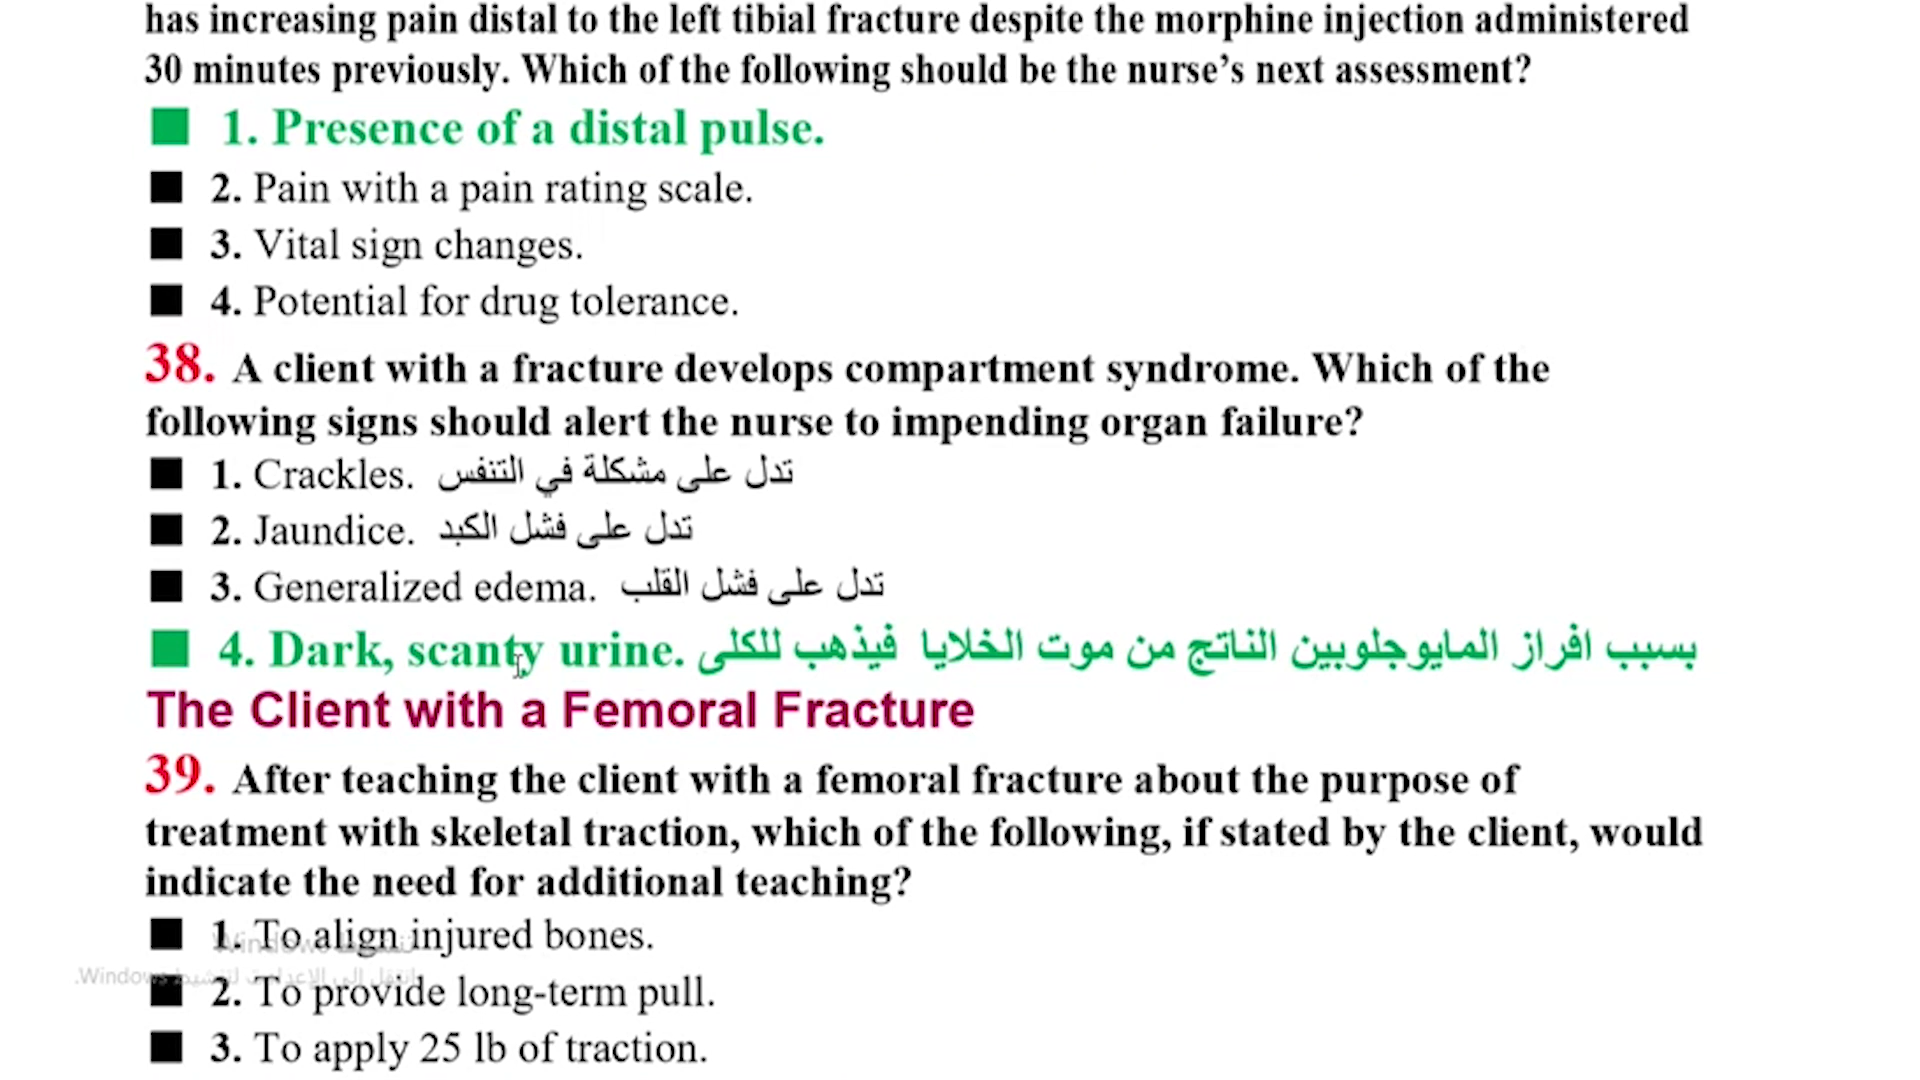 has increasing pain distal to the left tibial fracture despite the morphine injection administered
30 minutes previously. Which of the following should be the nurse’s next assessment?
■ 1. Presence of a distal pulse.
■ 2. Pain with a pain rating scale.
■ 3. Vital sign changes.
■ 4. Potential for drug tolerance.
38. A client with a fracture develops compartment syndrome. Which of the
following signs should alert the nurse to impending organ failure?
■ 1. Crackles. تدل على مشكلة في التنفس
■ 2. Jaundice. تدل على فشل الكبد
■ 3. Generalized edema. تدل على فشل القلب
■ 4. Dark, scanty urine. بسبب افراز المايوجلوبين الناتج من موت الخلايا فيذهب للكلى
The Client with a Femoral Fracture
39. After teaching the client with a femoral fracture about the purpose of
treatment with skeletal traction, which of the following, if stated by the client, would
indicate the need for additional teaching?
■ 1. To align injured bones.
تنشيط Windows
انتقل إلى الإعدادات لتنشيط Windows.
■ 2. To provide long-term pull.
■ 3. To apply 25 lb of traction.